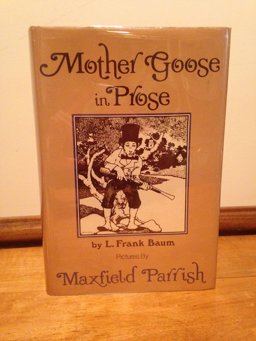 Mother Goose
in Prose
by L. Frank Baum
Pictures By
Maxfield Parrish